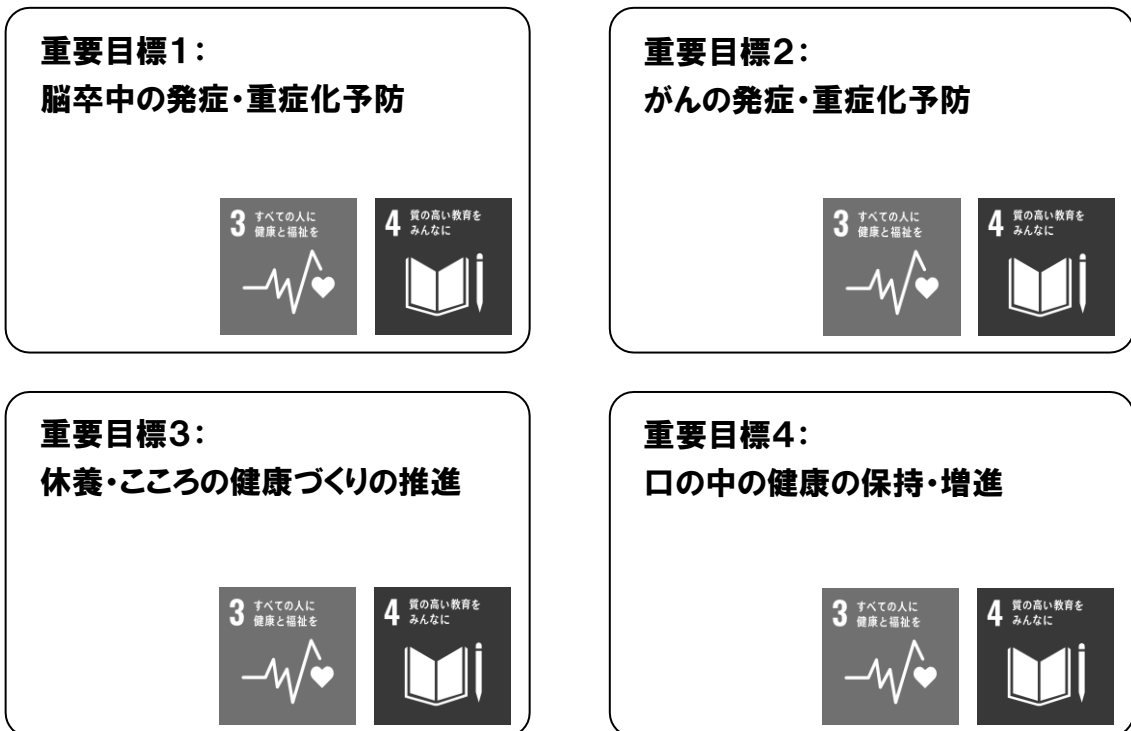 重要目標1:
脳卒中の発症・重症化予防
3 すべての人に
健康と福祉を
4 質の高い教育を
みんなに
重要目標2:
がんの発症・重症化予防
3 すべての人に
健康と福祉を
4 質の高い教育を
みんなに
重要目標3:
休養・こころの健康づくりの推進
3 すべての人に
健康と福祉を
4 質の高い教育を
みんなに
重要目標4:
口の中の健康の保持・増進
3 すべての人に
健康と福祉を
4 質の高い教育を
みんなに